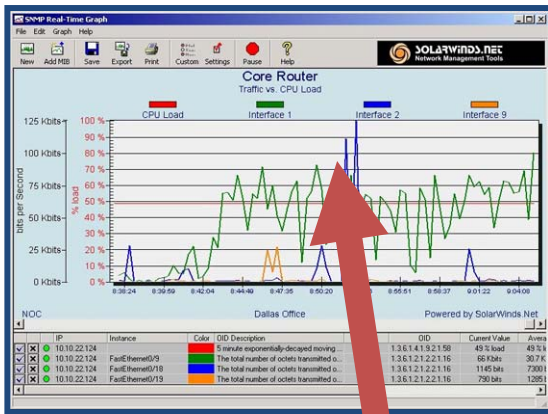 SNMP Real-Time Graph
File Edit Graph Help
New Add MIB Save Export Print Custom Settings Pause Help
SOLARWINDS.NET
Network Management Tools
Core Router
Traffic vs. CPU Load
CPU Load Interface 1 Interface 2 Interface 9
125 Kbits 100 %
90 %
100 Kbits 80 %
70 %
75 Kbits 60 %
50 %
50 Kbits 40 %
30 %
25 Kbits 20 %
10 %
0 Kbits 0 %
bits per Second
% load
8:38:24 8:39:59 8:42:04 8:44:49 8:47:35 8:50:20 8:55:51 8:58:37 9:01:22 9:04:08
NOC Dallas Office Powered by SolarWinds.Net
IP Instance Color OID Description OID Current Value Avera
10.10.22.124 5 minute exponentially-decayed moving ... 1.3.6.1.4.1.9.2.1.58 49 % load 49 %
10.10.22.124 FastEthernet0/9 The total number of octets transmitted o... 1.3.6.1.2.1.2.2.1.16 66 Kbits 30.7 K
10.10.22.124 FastEthernet0/18 The total number of octets transmitted o... 1.3.6.1.2.1.2.2.1.16 1145 bits 7300
10.10.22.124 FastEthernet0/19 The total number of octets transmitted o... 1.3.6.1.2.1.2.2.1.16 790 bits 1285